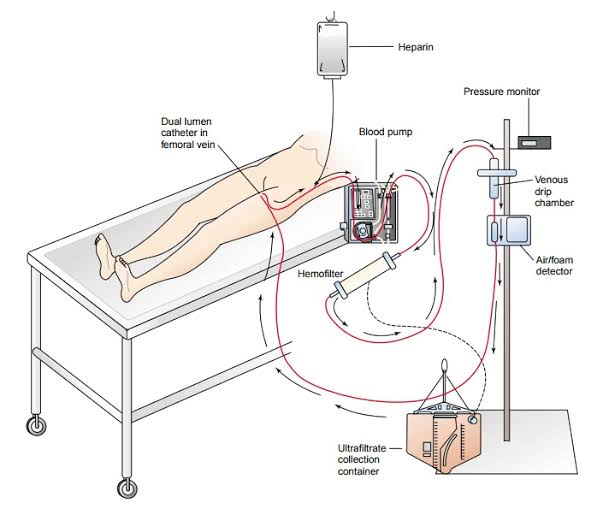 Heparin
Pressure monitor
Dual lumen
catheter in
femoral vein
Blood pump
Venous
drip
chamber
Air/foam
detector
Hemofilter
Ultrafiltrate
collection
container